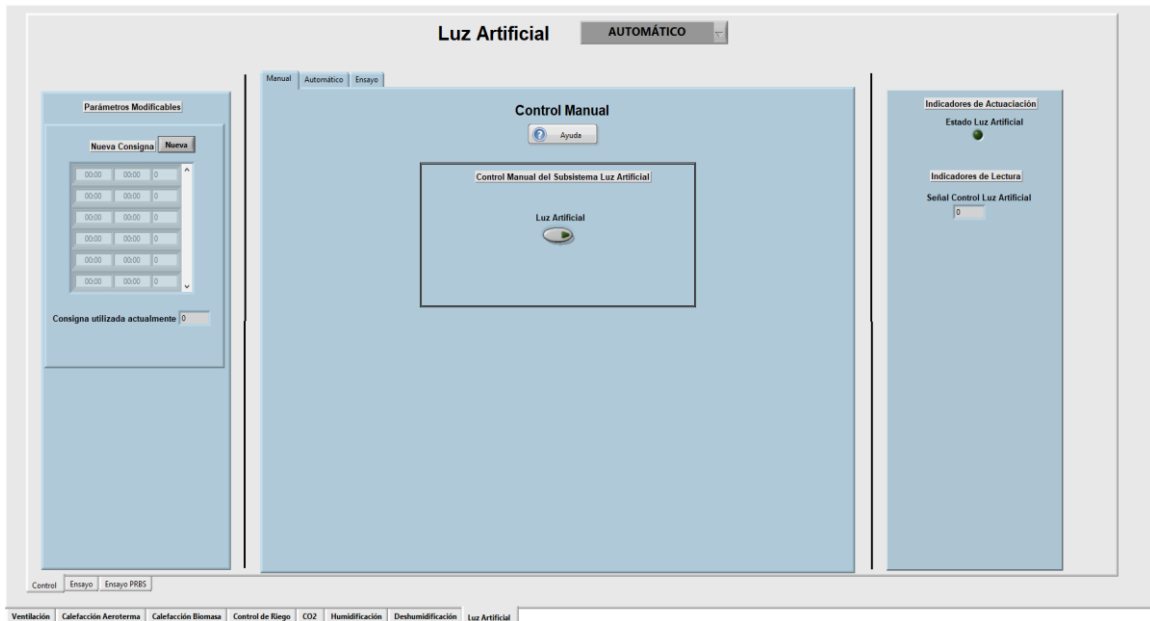 Luz Artificial
AUTOMÁTICO
Parámetros Modificables
Nueva Consigna
Nueva
00:00 00:00 0
00:00 00:00 0
00:00 00:00 0
00:00 00:00 0
00:00 00:00 0
00:00 00:00 0
Consigna utilizada actualmente 0
Manual Automático Ensayo
Control Manual
Ayuda
Control Manual del Subsistema Luz Artificial
Luz Artificial
Indicadores de Actuaciación
Estado Luz Artificial
Indicadores de Lectura
Señal Control Luz Artificial
0
Control Ensayo Ensayo PRBS
Ventilación Calefacción Aeroterma Calefacción Biomasa Control de Riego CO2 Humidificación Deshumidificación Luz Artificial